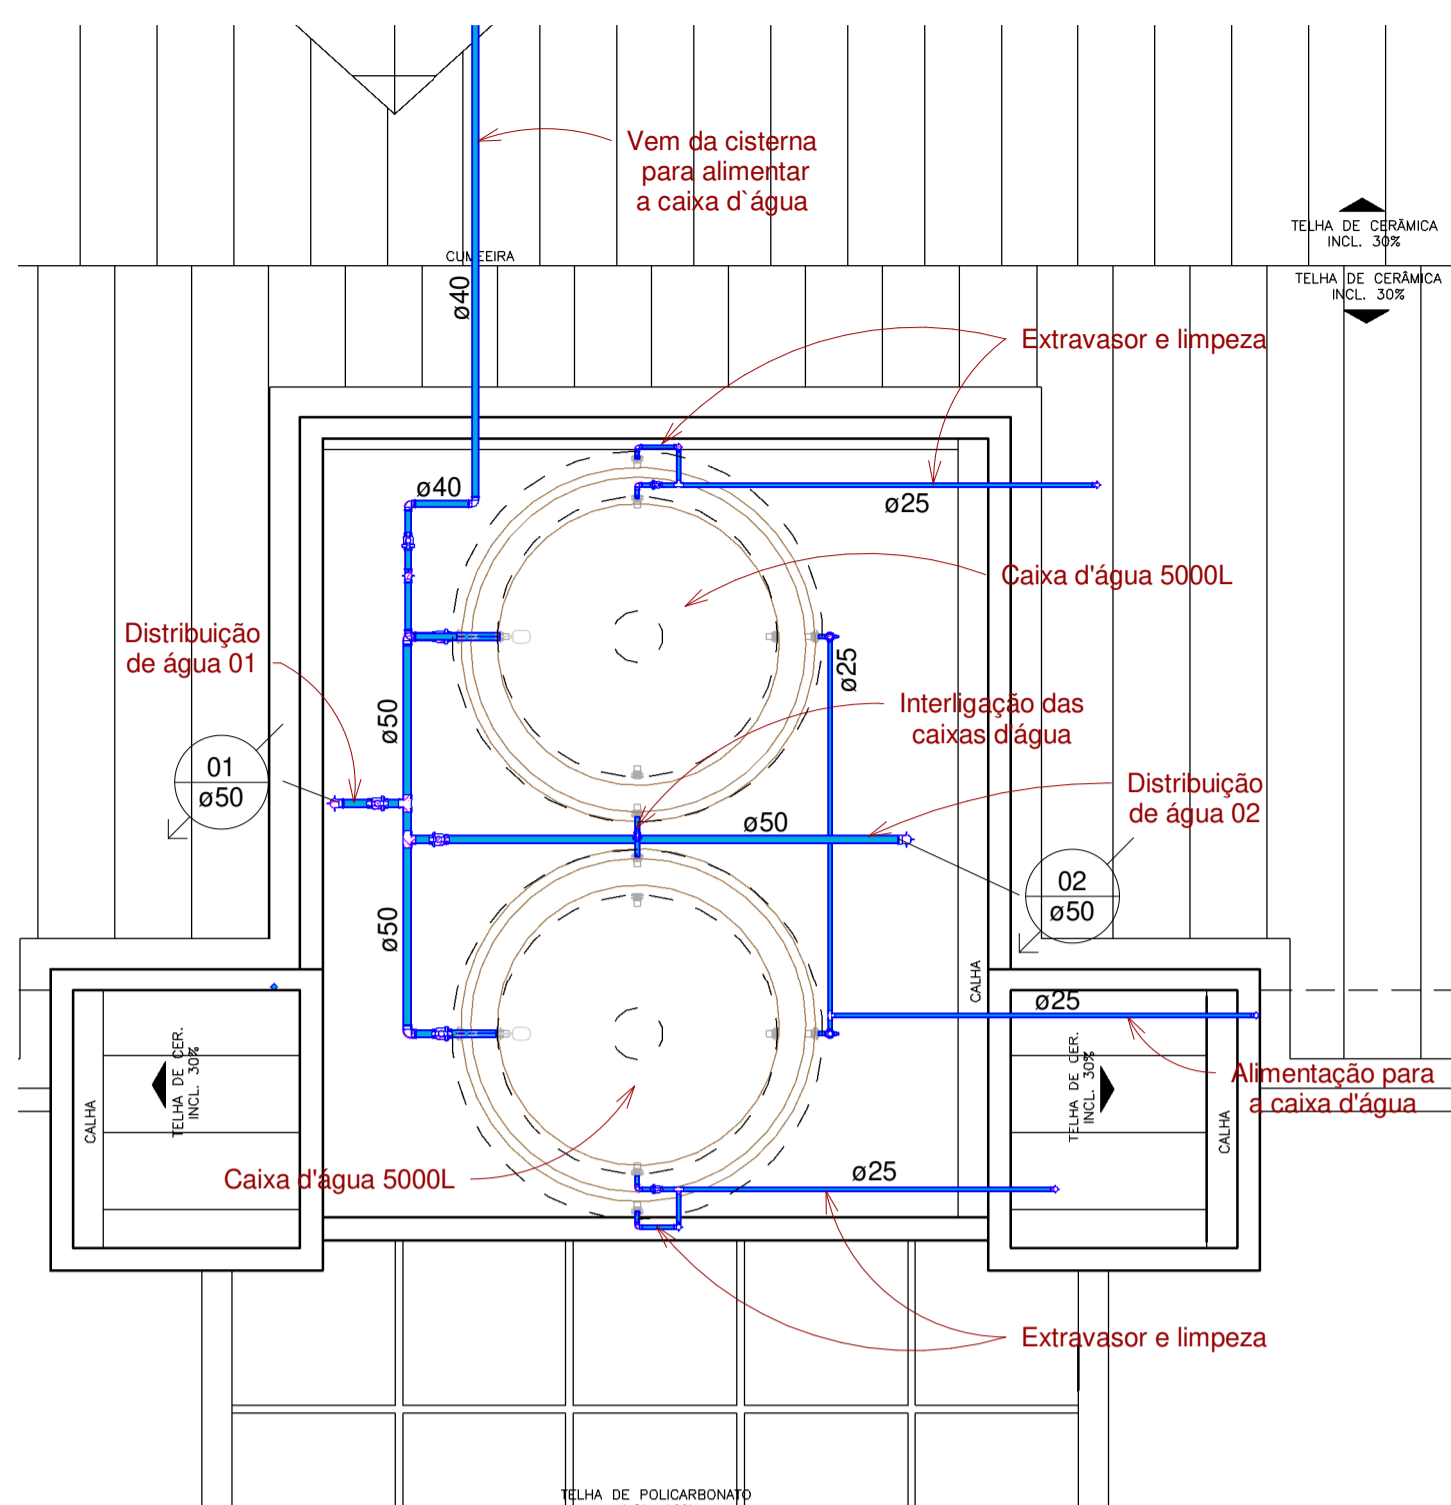 Vem da cisterna
para alimentar
a caixa d`água
TELHA DE CERÂMICA
INCL. 30%
CUMEEIRA
TELHA DE CERÂMICA
INCL. 30%
ø40
Extravasor e limpeza
ø40
ø25
Caixa d'água 5000L
Distribuição
de água 01
ø25
ø50
Interligação das
caixas d'água
01
ø50
Distribuição
de água 02
ø50
02
ø50
ø50
CALHA
ø25
TELHA DE CER.
INCL. 30%
TELHA DE CER.
INCL. 30%
Alimentação para
a caixa d'água
CALHA
CALHA
Caixa d'água 5000L
ø25
Extravasor e limpeza
TELHA DE POLICARBONATO